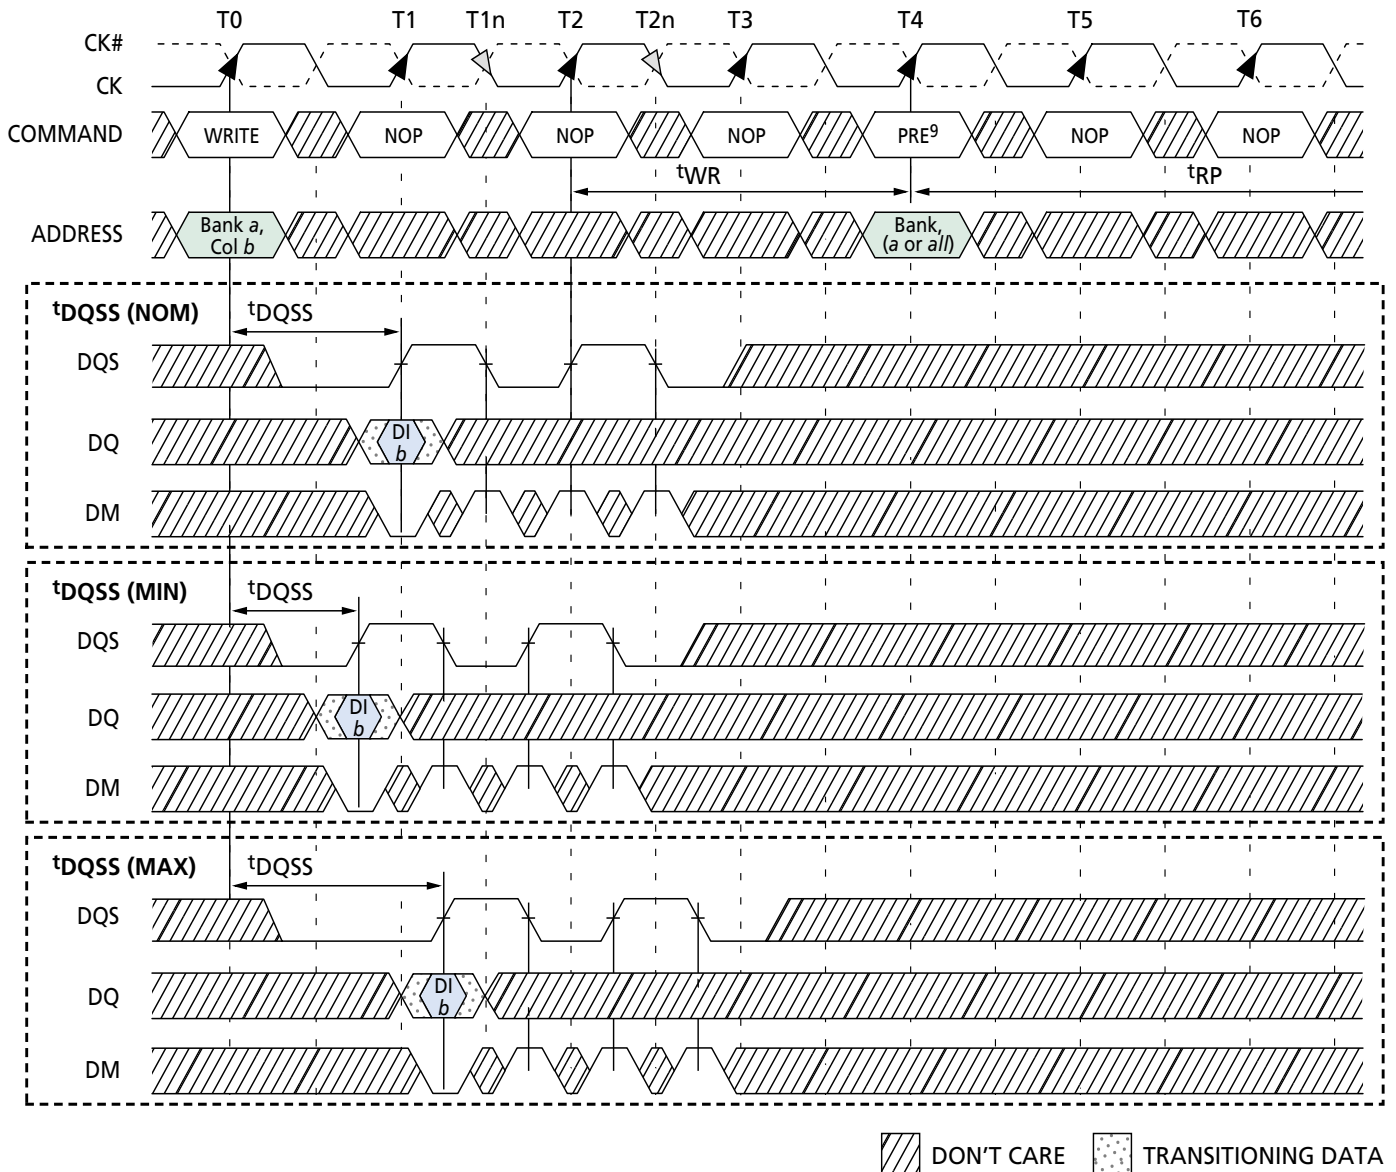 T0 T1 T1n T2 T2n T3 T4 T5 T6
CK#
CK
COMMAND WRITE NOP NOP NOP PRE9 NOP NOP
tWR tRP
ADDRESS Bank a, Col b Bank, (a or all)
tDQSS (NOM) tDQSS
DQS
DQ DI b
DM
tDQSS (MIN) tDQSS
DQS
DQ DI b
DM
tDQSS (MAX) tDQSS
DQS
DQ DI b
DM
DON'T CARE TRANSITIONING DATA